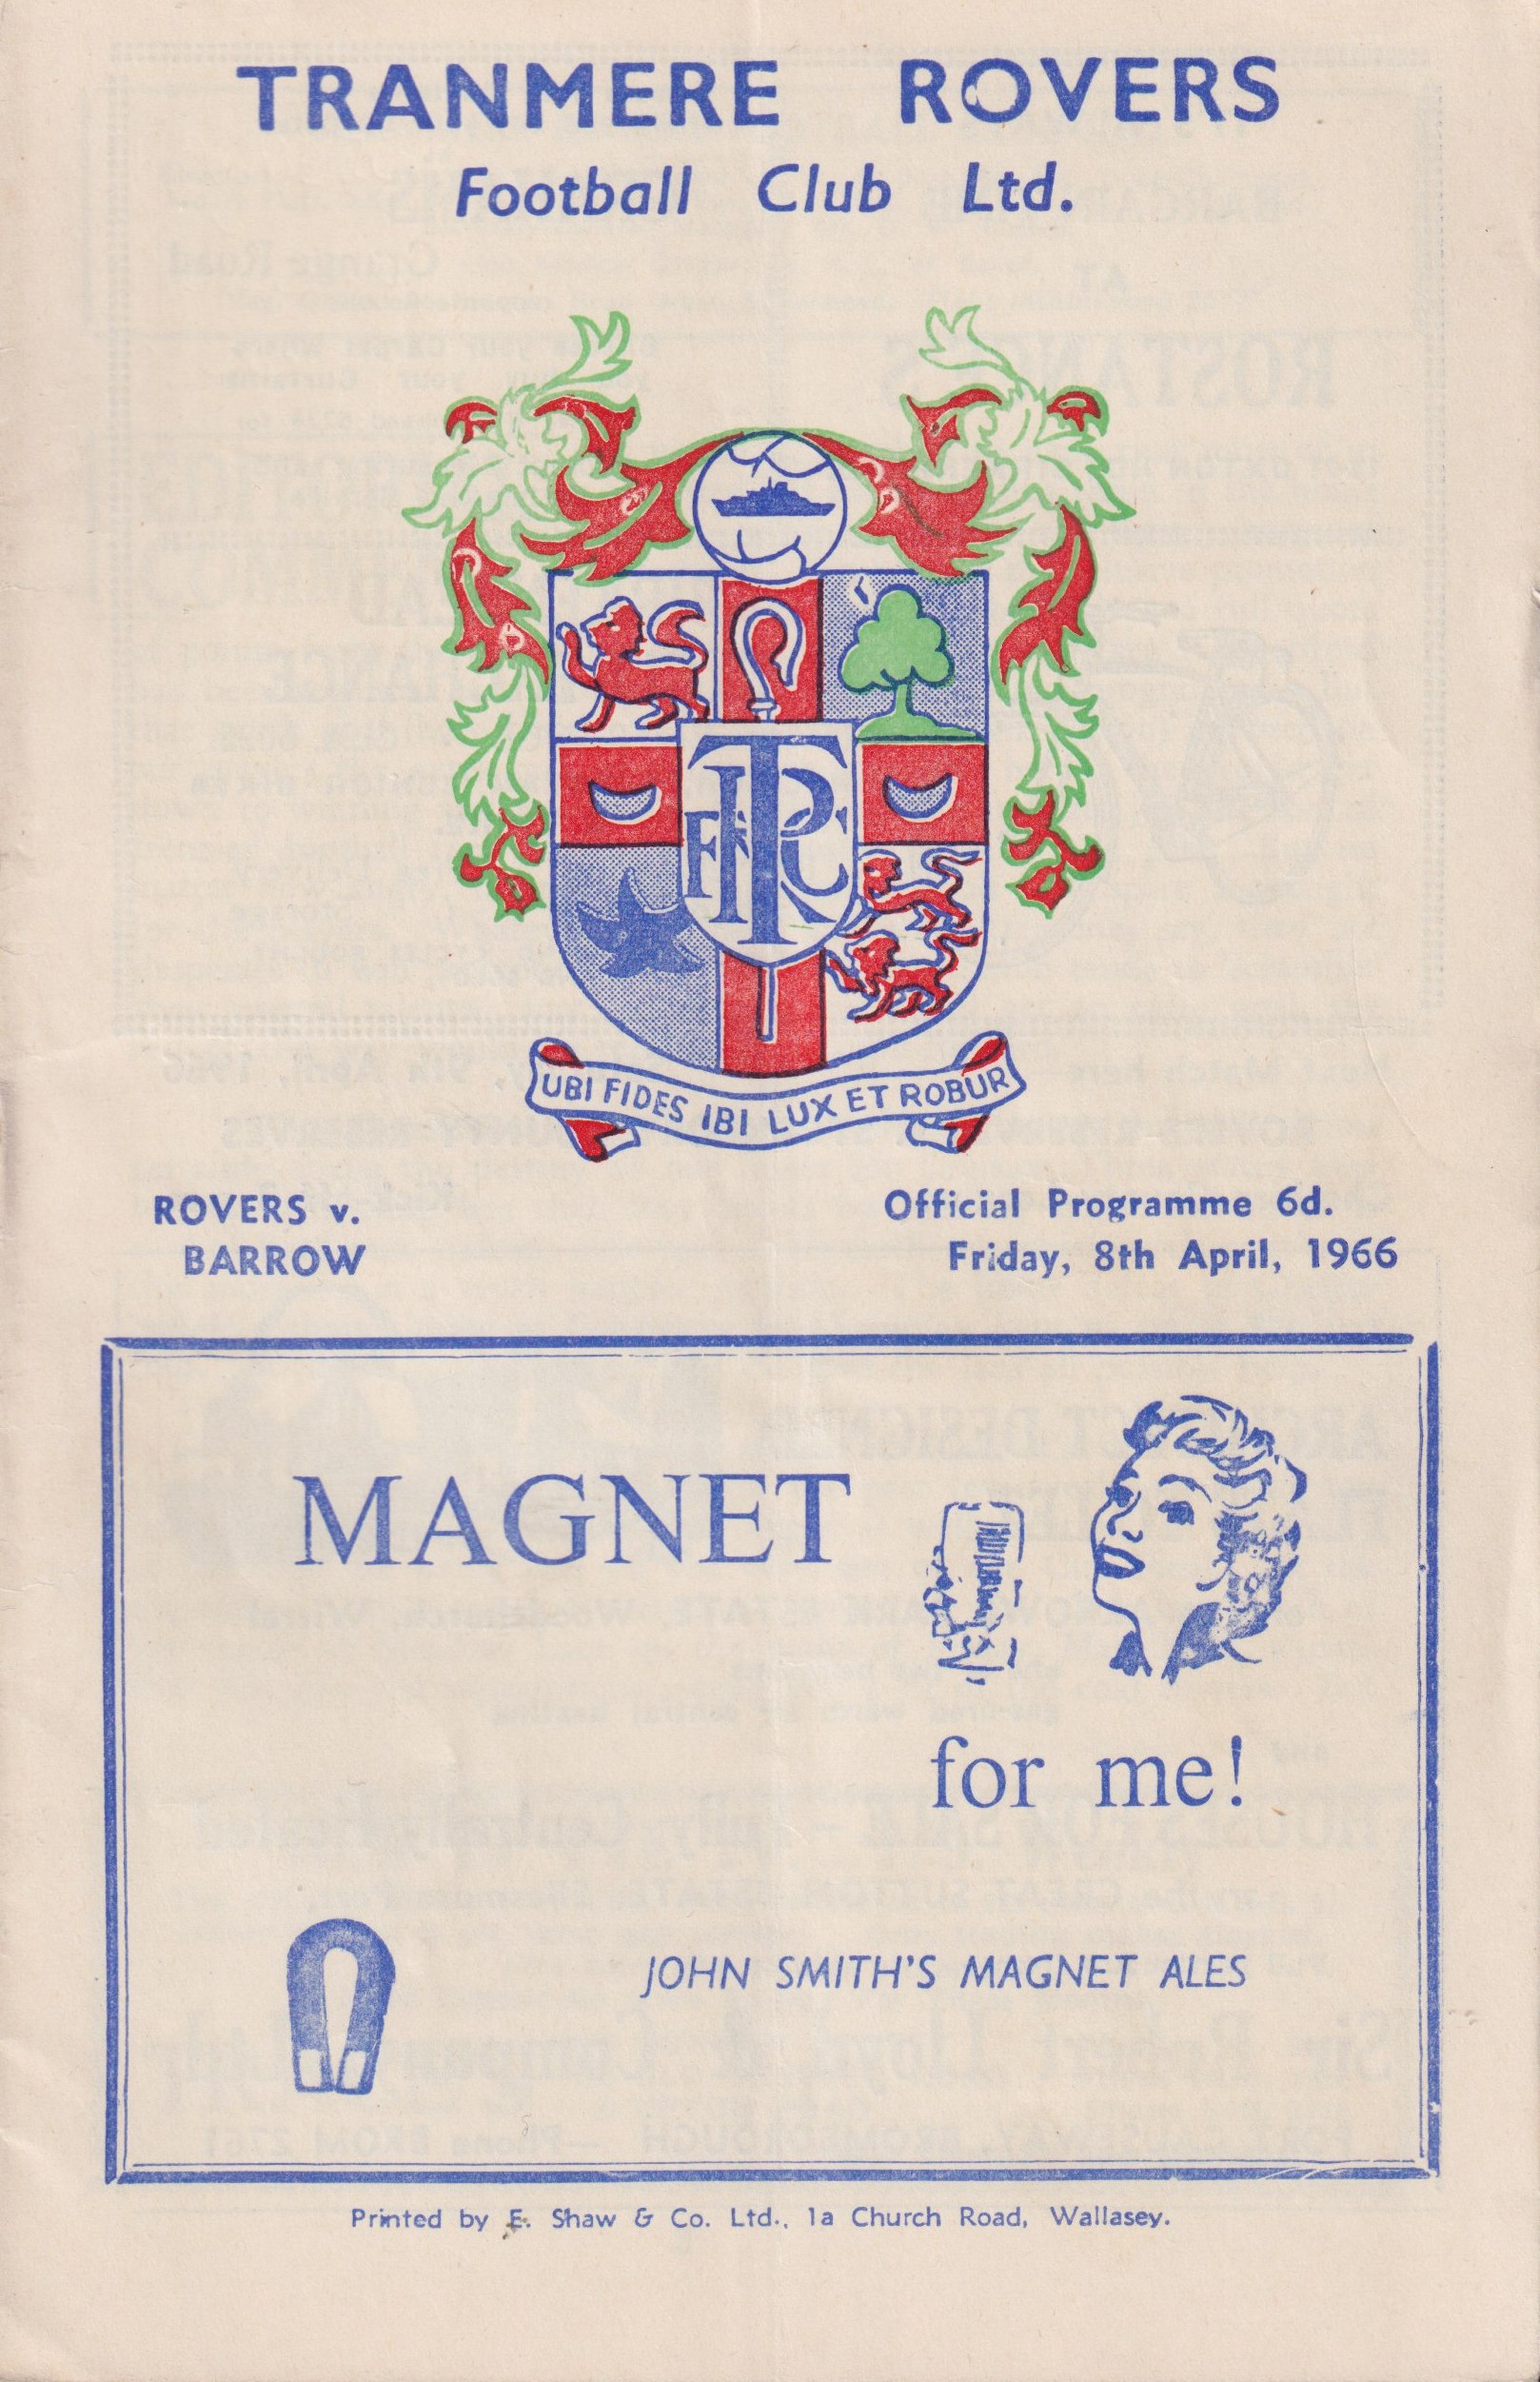 TRANMERE ROVERS
Football Club Ltd.
TRFC
UBI FIDES IBI LUX ET ROBUR
ROVERS v.
BARROW
Official Programme 6d.
Friday, 8th April, 1966
MAGNET
for me!
JOHN SMITH'S MAGNET ALES
Printed by E. Shaw & Co. Ltd., 1a Church Road, Wallasey.